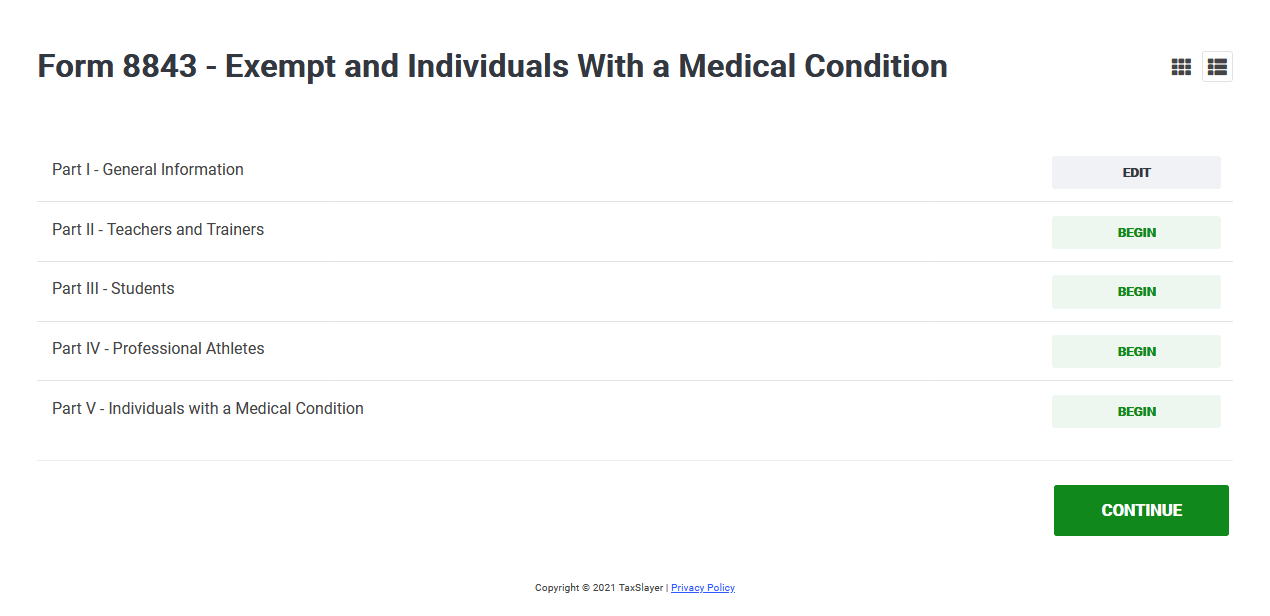 Form 8843 - Exempt and Individuals With a Medical Condition
Part I - General Information
EDIT
Part II - Teachers and Trainers
BEGIN
Part III - Students
BEGIN
Part IV - Professional Athletes
BEGIN
Part V - Individuals with a Medical Condition
BEGIN
CONTINUE
Copyright © 2021 TaxSlayer | Privacy Policy